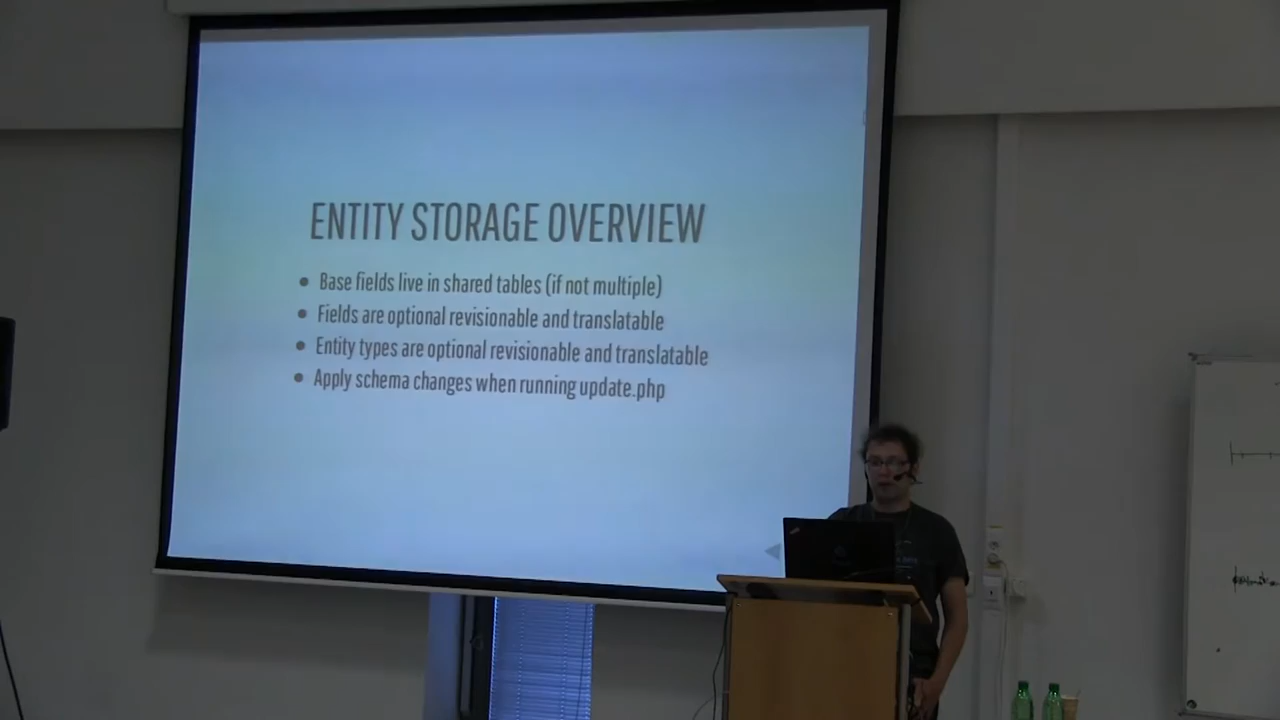 ENTITY STORAGE OVERVIEW
Base fields live in shared tables (if not multiple)
Fields are optional revisionable and translatable
Entity types are optional revisionable and translatable
Apply schema changes when running update.php